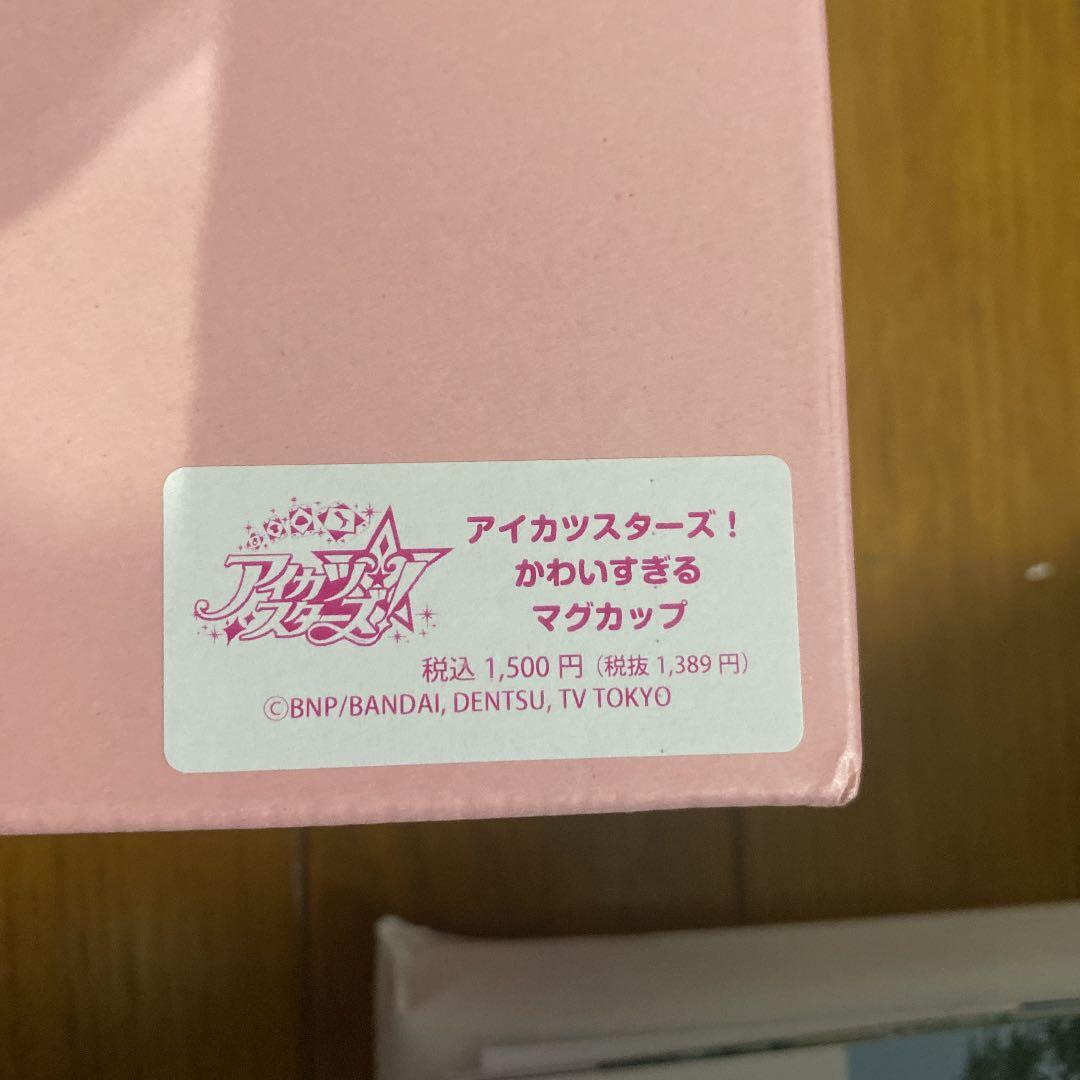 アイカツ
スターズ!
アイカツスターズ!
かわいすぎる
マグカップ
税込 1,500 円 (税抜 1,389 円)
©BNP/BANDAI, DENTSU, TV TOKYO